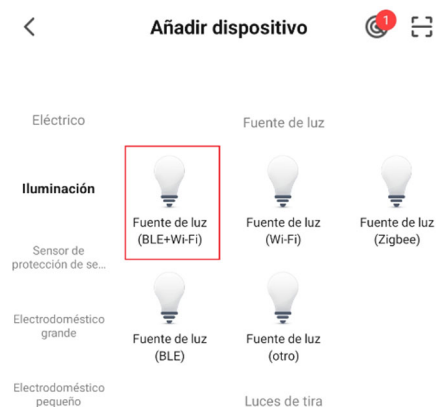 Añadir dispositivo
1
Eléctrico
Fuente de luz
Iluminación
Fuente de luz
(BLE+Wi-Fi)
Fuente de luz
(Wi-Fi)
Fuente de luz
(Zigbee)
Sensor de
protección de se...
Electrodoméstico
grande
Fuente de luz
(BLE)
Fuente de luz
(otro)
Electrodoméstico
pequeño
Luces de tira